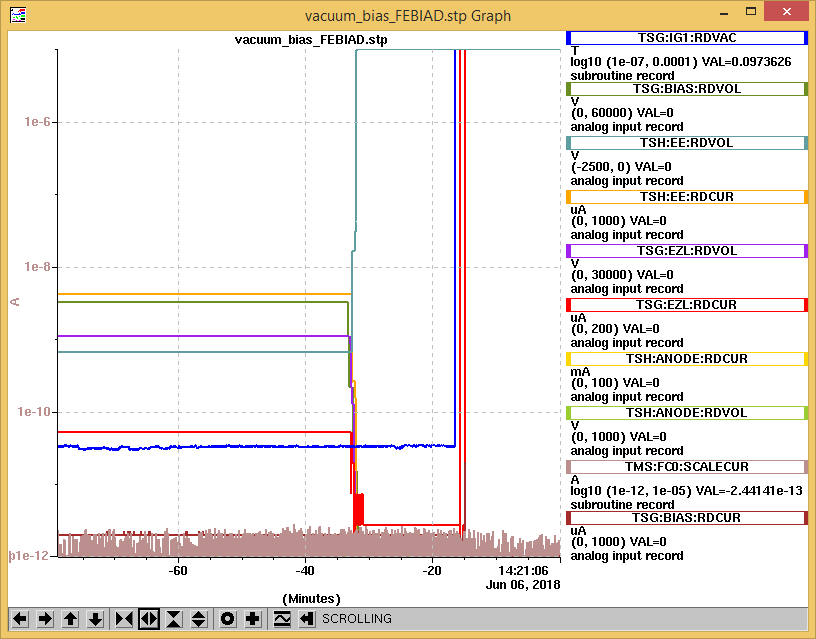 vacuum_bias_FEBIAD.stp Graph
vacuum_bias_FEBIAD.stp
1e-6
1e-8
A
1e-10
1e-12
-60
-40
-20
14:21:06
Jun 06, 2018
(Minutes)
TSG:IG1:RDVAC
T
log10 (1e-07, 0.0001) VAL=0.0973626
subroutine record
TSG:BIAS:RDVOL
V
(0, 60000) VAL=0
analog input record
TSH:EE:RDVOL
V
(-2500, 0) VAL=0
analog input record
TSH:EE:RDCUR
uA
(0, 1000) VAL=0
analog input record
TSG:EZL:RDVOL
V
(0, 30000) VAL=0
analog input record
TSG:EZL:RDCUR
uA
(0, 200) VAL=0
analog input record
TSH:ANODE:RDCUR
mA
(0, 100) VAL=0
analog input record
TSH:ANODE:RDVOL
V
(0, 1000) VAL=0
analog input record
TMS:FC0:SCALECUR
A
log10 (1e-12, 1e-05) VAL=-2.44141e-13
subroutine record
TSG:BIAS:RDCUR
uA
(0, 1000) VAL=0
analog input record
SCROLLING